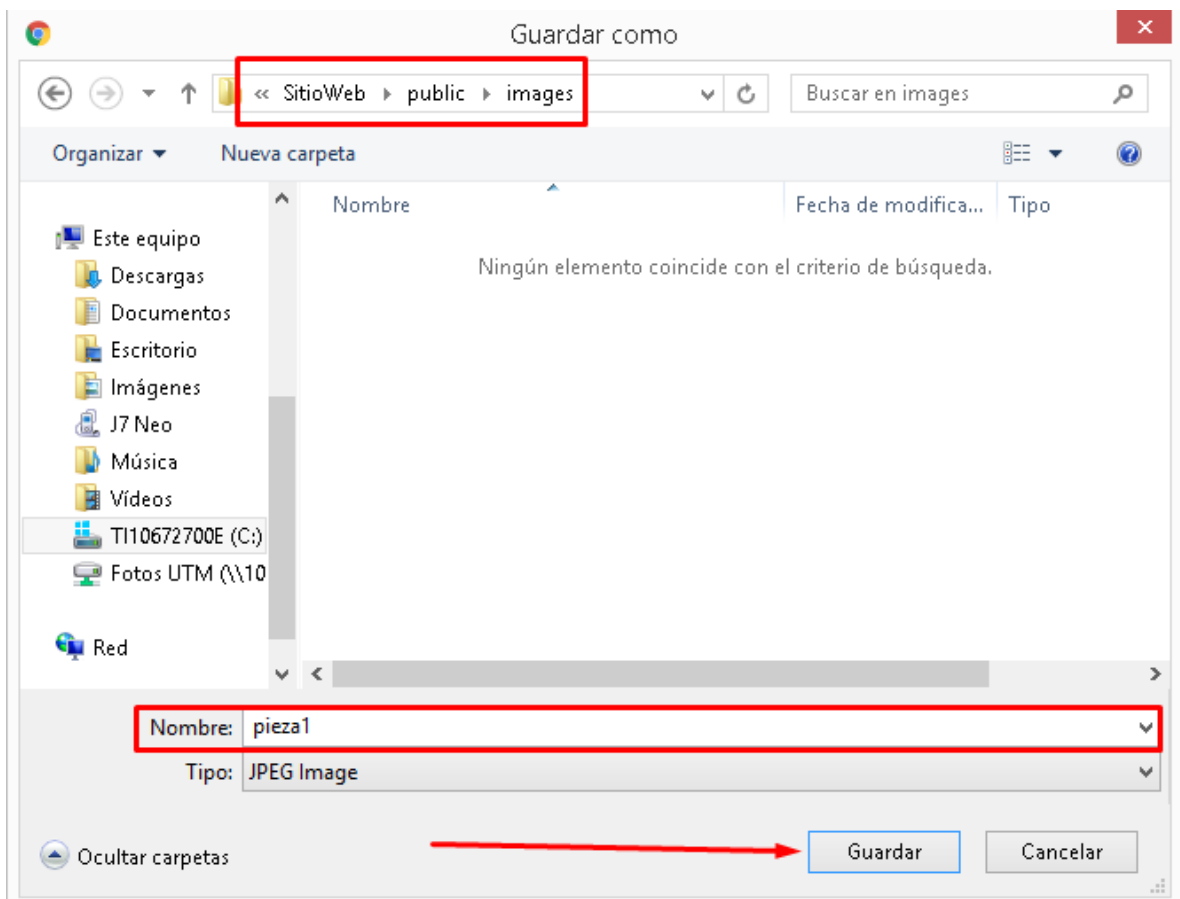 Guardar como
« SitioWeb public images
Buscar en images
Organizar
Nueva carpeta
Nombre
Fecha de modifica...
Tipo
Ningún elemento coincide con el criterio de búsqueda.
Este equipo
Descargas
Documentos
Escritorio
Imágenes
J7 Neo
Música
Vídeos
TI10672700E (C:)
Fotos UTM (\\10
Red
Nombre: pieza1
Tipo: JPEG Image
Ocultar carpetas
Guardar
Cancelar